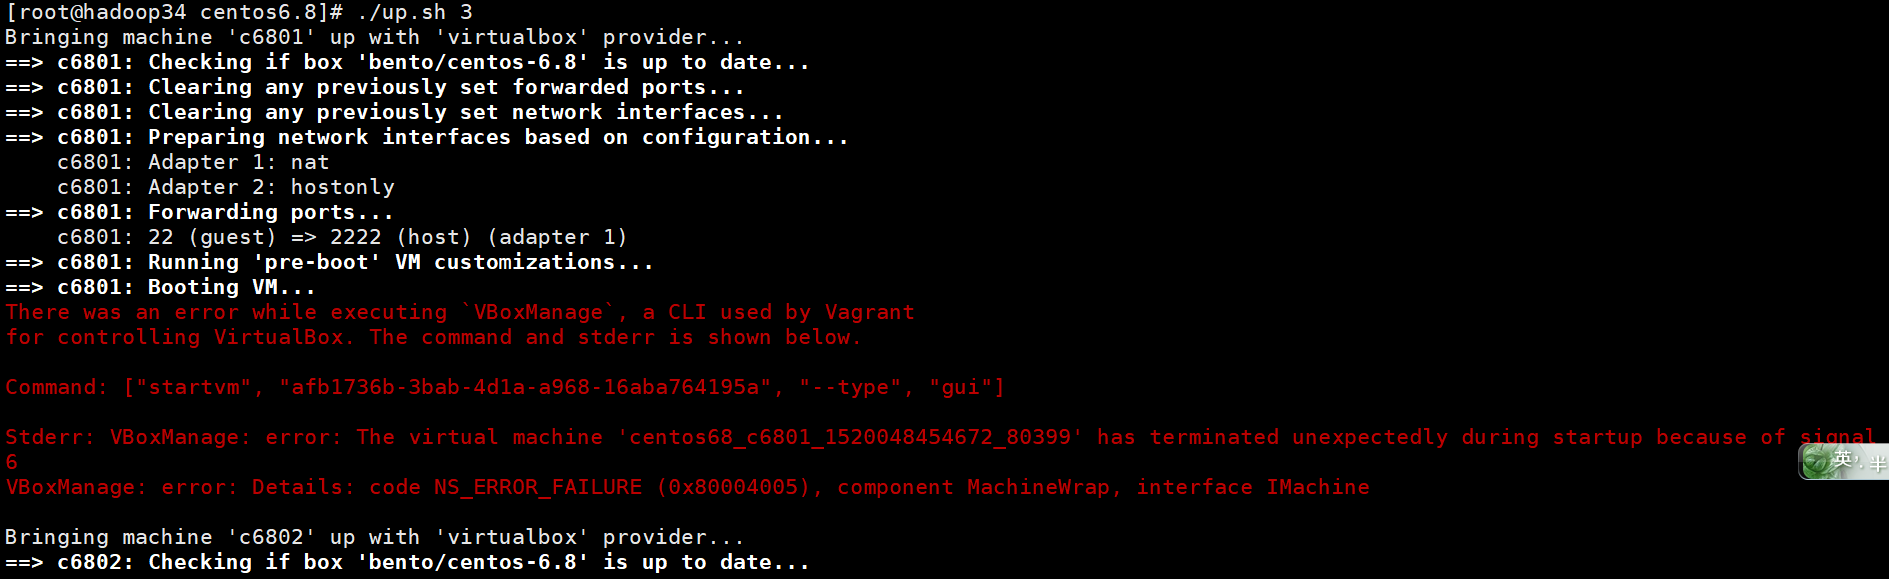 [root@hadoop34 centos6.8]# ./up.sh 3
Bringing machine 'c6801' up with 'virtualbox' provider...
==> c6801: Checking if box 'bento/centos-6.8' is up to date...
==> c6801: Clearing any previously set forwarded ports...
==> c6801: Clearing any previously set network interfaces...
==> c6801: Preparing network interfaces based on configuration...
    c6801: Adapter 1: nat
    c6801: Adapter 2: hostonly
==> c6801: Forwarding ports...
    c6801: 22 (guest) => 2222 (host) (adapter 1)
==> c6801: Running 'pre-boot' VM customizations...
==> c6801: Booting VM...
There was an error while executing `VBoxManage`, a CLI used by Vagrant
for controlling VirtualBox. The command and stderr is shown below.
Command: ["startvm", "afb1736b-3bab-4d1a-a968-16aba764195a", "--type", "gui"]
Stderr: VBoxManage: error: The virtual machine 'centos68_c6801_1520048454672_80399' has terminated unexpectedly during startup because of signal
6
英 半
VBoxManage: error: Details: code NS_ERROR_FAILURE (0x80004005), component MachineWrap, interface IMachine
Bringing machine 'c6802' up with 'virtualbox' provider...
==> c6802: Checking if box 'bento/centos-6.8' is up to date...